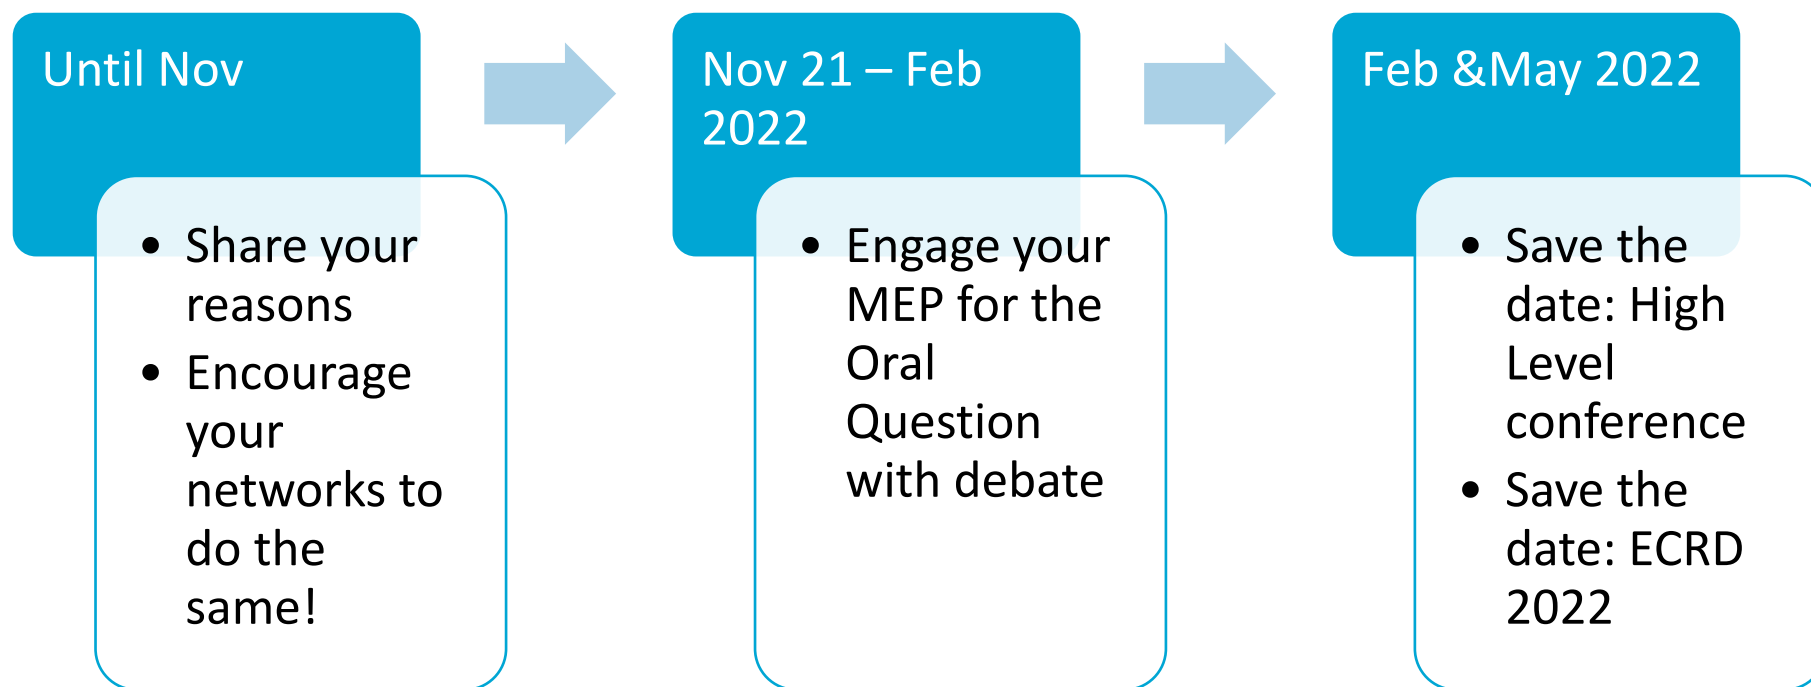 Until Nov
• Share your
reasons
• Encourage
your
networks to
do the
same!
Nov 21 – Feb
2022
• Engage your
MEP for the
Oral
Question
with debate
Feb &May 2022
• Save the
date: High
Level
conference
• Save the
date: ECRD
2022